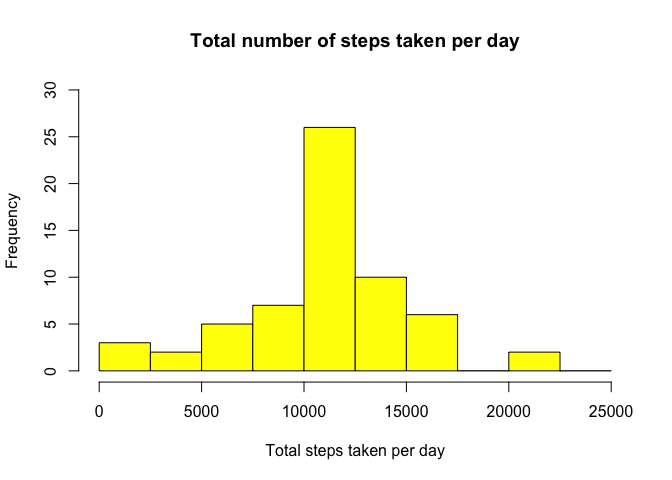 Total number of steps taken per day
30
25
20
15
10
5
0
Frequency
0 5000 10000 15000 20000 25000
Total steps taken per day